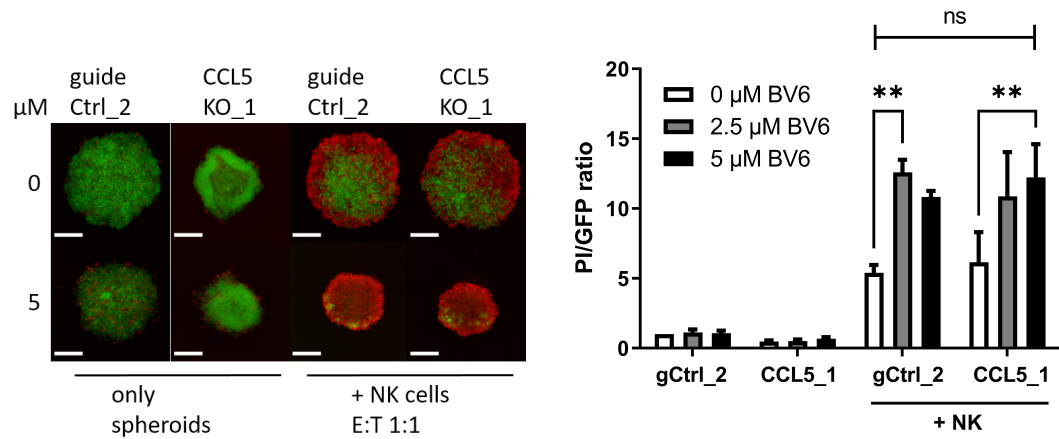 guide CCL5 guide CCL5
µM Ctrl_2 KO_1 Ctrl_2 KO_1
0
5
only + NK cells
spheroids E:T 1:1
ns
20
15
10
5
0
PI/GFP ratio
** **
0 µM BV6
2.5 µM BV6
5 µM BV6
gCtrl_2 CCL5_1 gCtrl_2 CCL5_1
+ NK